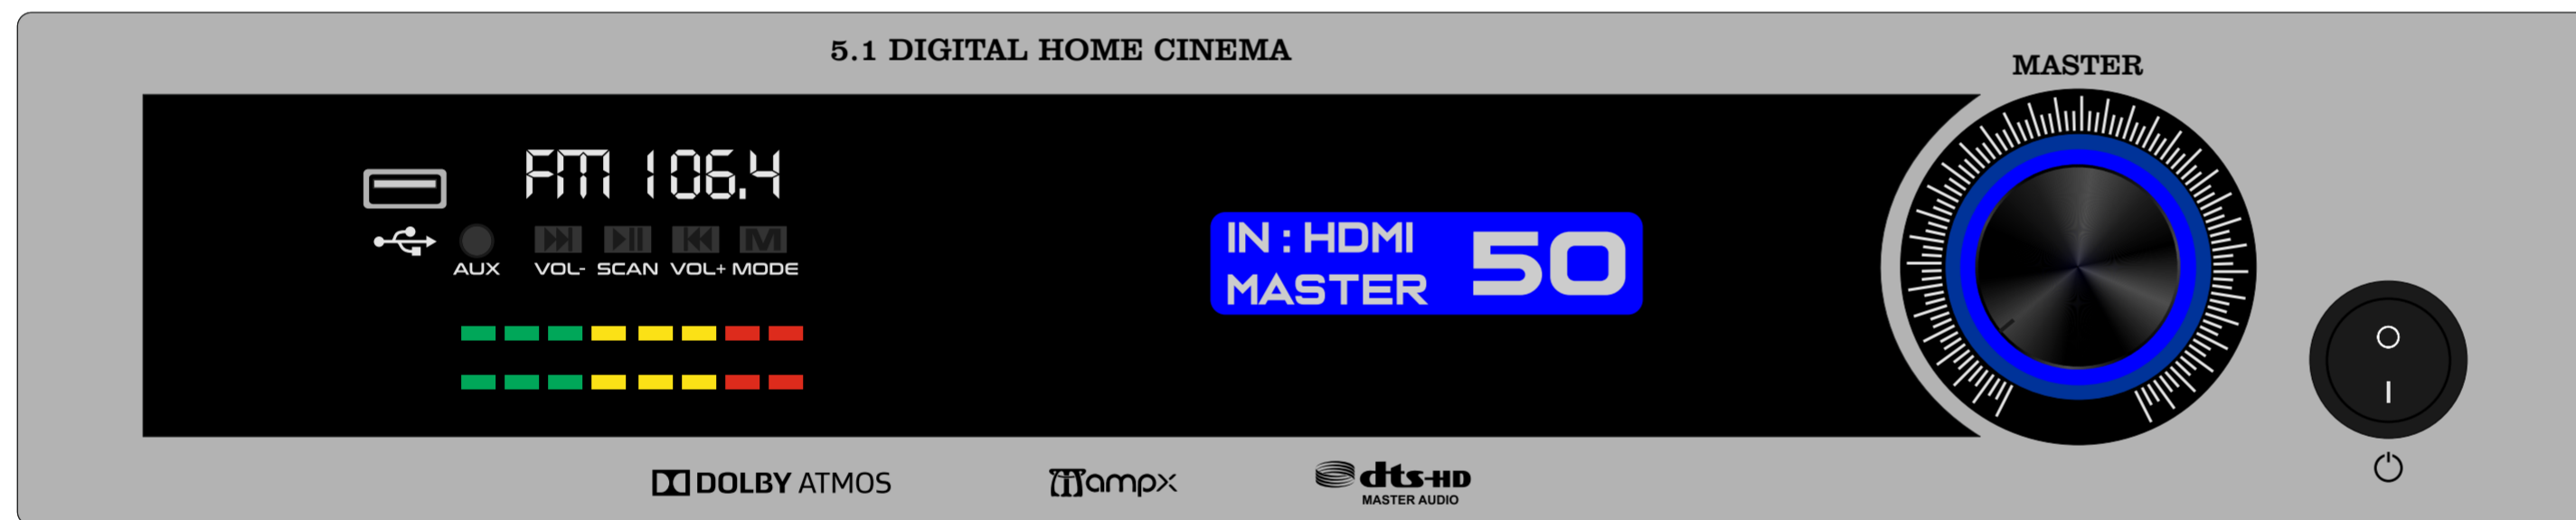 5.1 DIGITAL HOME CINEMA
MASTER
FM 106.4
M
AUX VOL- SCAN VOL+ MODE
IN : HDMI
MASTER
50
DOLBY ATMOS
ampx
dts-HD
MASTER AUDIO